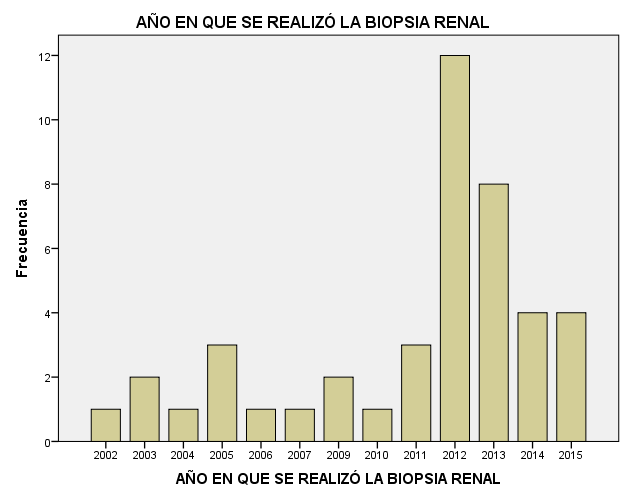 AÑO EN QUE SE REALIZÓ LA BIOPSIA RENAL
12
10
8
6
4
2
0
Frecuencia
2002 2003 2004 2005 2006 2007 2009 2010 2011 2012 2013 2014 2015
AÑO EN QUE SE REALIZÓ LA BIOPSIA RENAL